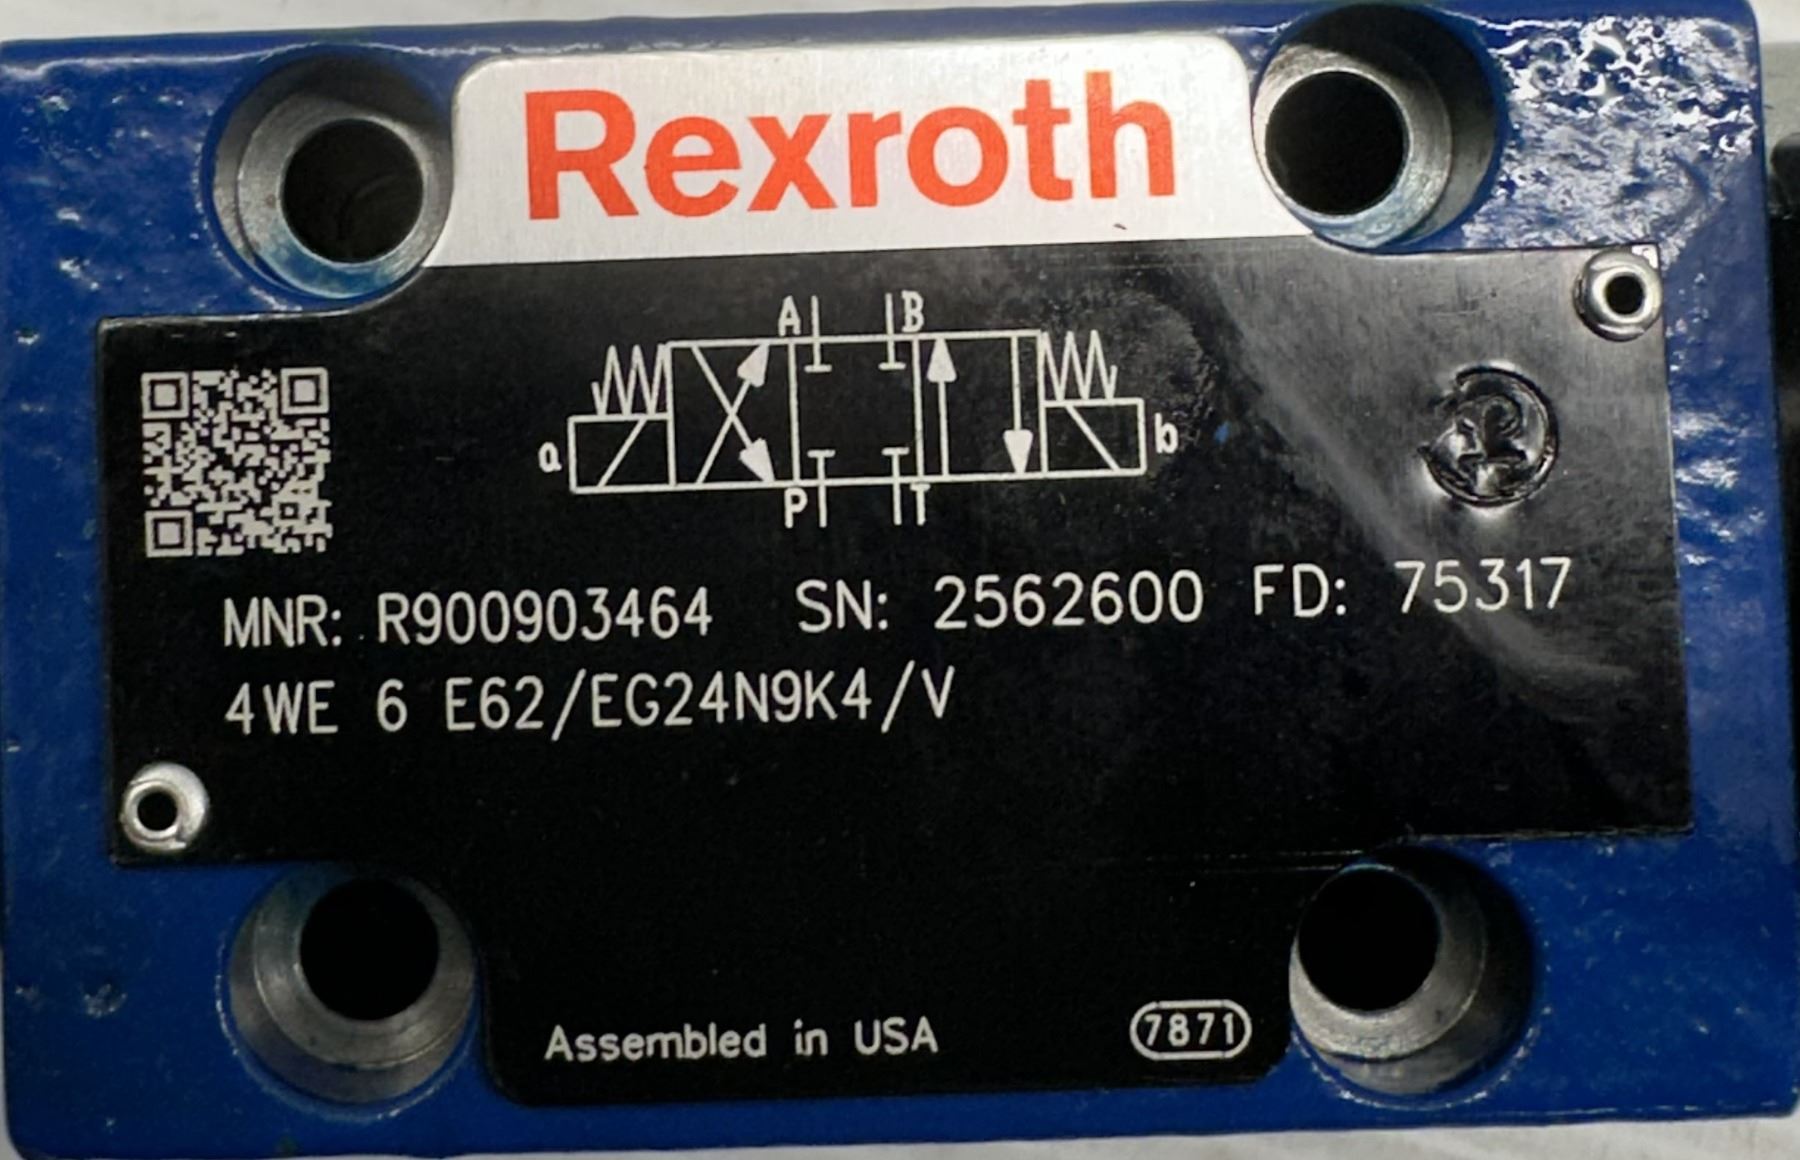 Rexroth
A B
a b
P T
MNR: R900903464 SN: 2562600 FD: 75317
4WE 6 E62/EG24N9K4/V
Assembled in USA 7871